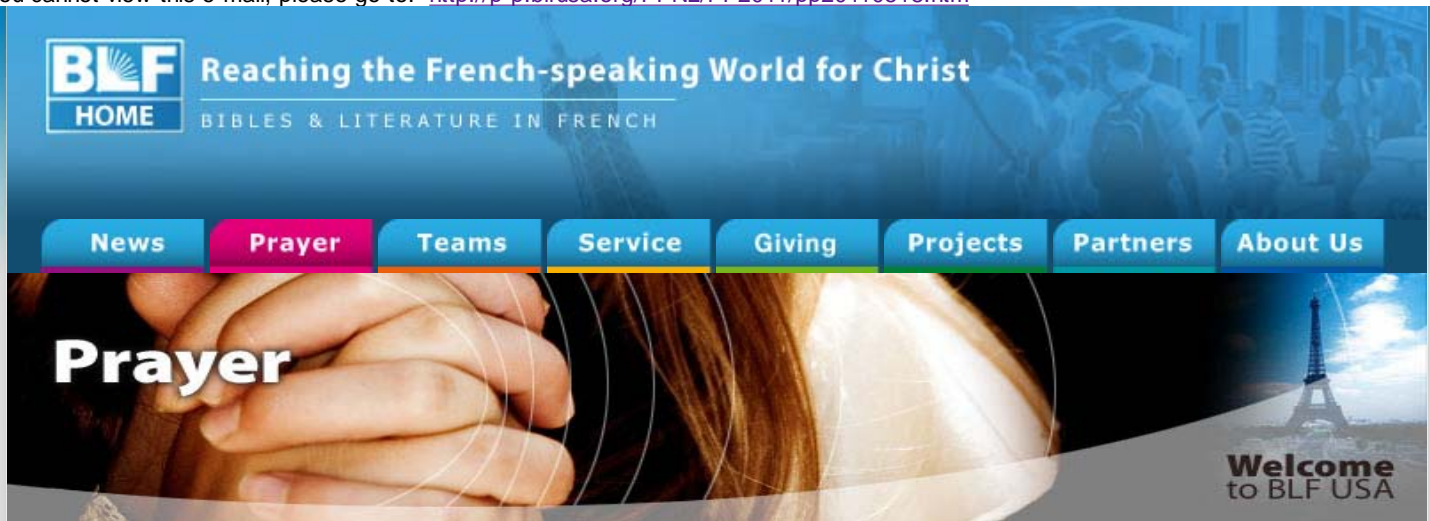 BLF
HOME
Reaching the French-speaking World for Christ
BIBLES & LITERATURE IN FRENCH
News Prayer Teams Service Giving Projects Partners About Us
Prayer
Welcome
to BLF USA